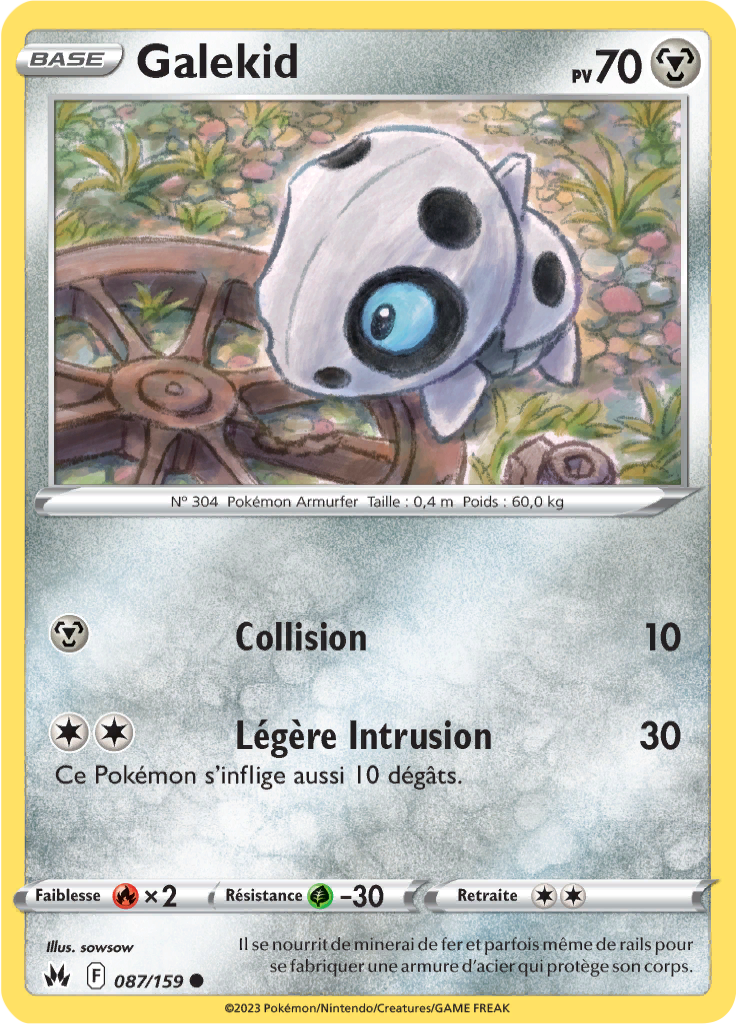 BASE Galekid PV 70
N° 304 Pokémon Armurfer Taille : 0,4 m Poids : 60,0 kg
Collision 10
Légère Intrusion 30
Ce Pokémon s'inflige aussi 10 dégâts.
Faiblesse ×2 Résistance −30 Retraite
Illus. sowsow
Il se nourrit de minerai de fer et parfois même de rails pour
se fabriquer une armure d'acier qui protège son corps.
F 087/159
©2023 Pokémon/Nintendo/Creatures/GAME FREAK